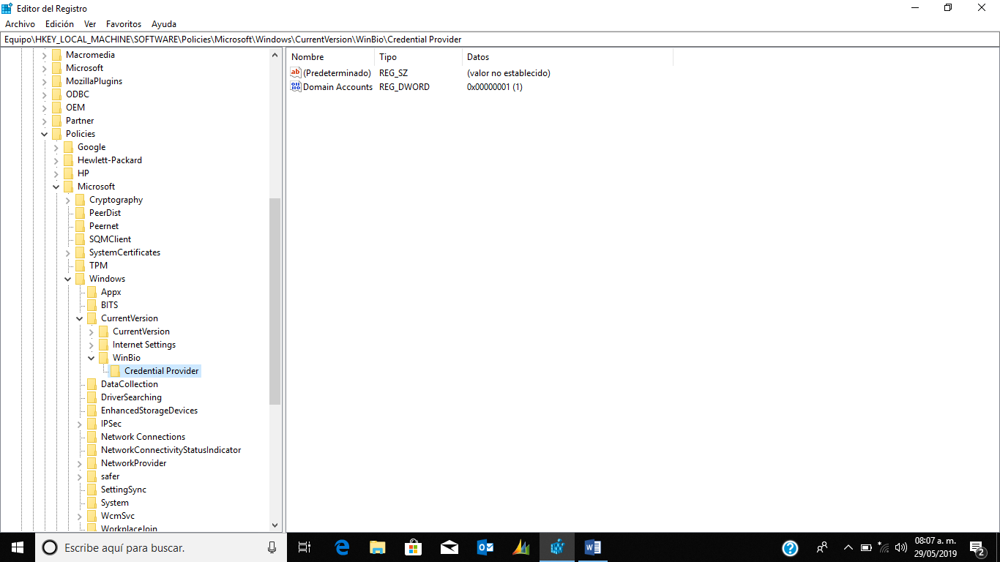 Editor del Registro
Archivo Edición Ver Favoritos Ayuda
Equipo\HKEY_LOCAL_MACHINE\SOFTWARE\Policies\Microsoft\Windows\CurrentVersion\WinBio\Credential Provider
Macromedia
Microsoft
MozillaPlugins
ODBC
OEM
Partner
Policies
Google
Hewlett-Packard
HP
Microsoft
Cryptography
PeerDist
Peernet
SQMClient
SystemCertificates
TPM
Windows
Appx
BITS
CurrentVersion
CurrentVersion
Internet Settings
WinBio
Credential Provider
DataCollection
DriverSearching
EnhancedStorageDevices
IPSec
Network Connections
NetworkConnectivityStatusIndicator
NetworkProvider
safer
SettingSync
System
WcmSvc
WorkplaceJoin
Nombre Tipo Datos
(Predeterminado) REG_SZ (valor no establecido)
Domain Accounts REG_DWORD 0x00000001 (1)
Escribe aquí para buscar.
08:07 a. m.
29/05/2019
2